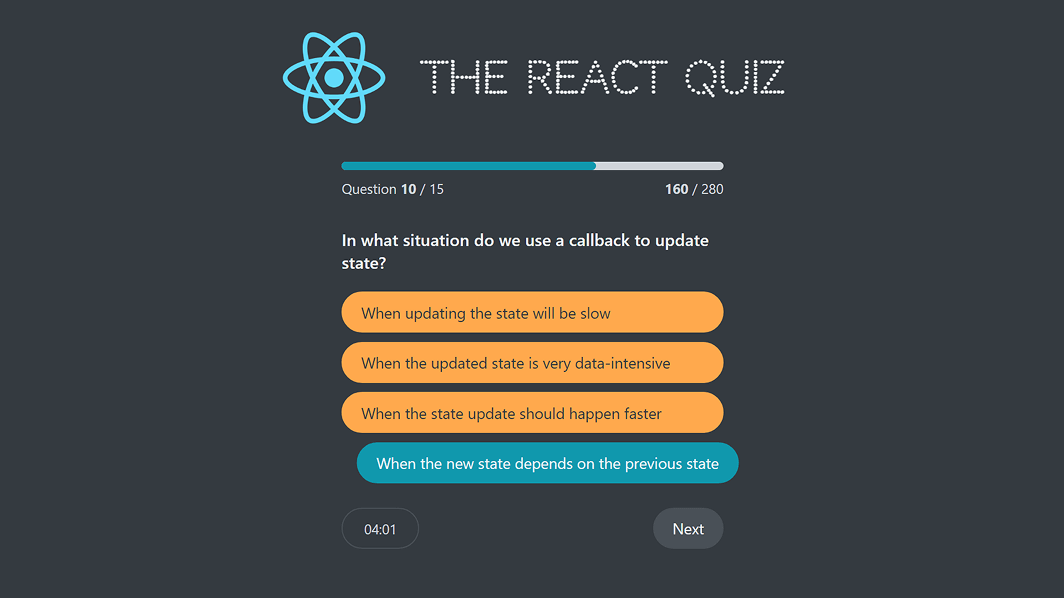 THE REACT QUIZ
Question 10 / 15
160 / 280
In what situation do we use a callback to update
state?
When updating the state will be slow
When the updated state is very data-intensive
When the state update should happen faster
When the new state depends on the previous state
04:01
Next